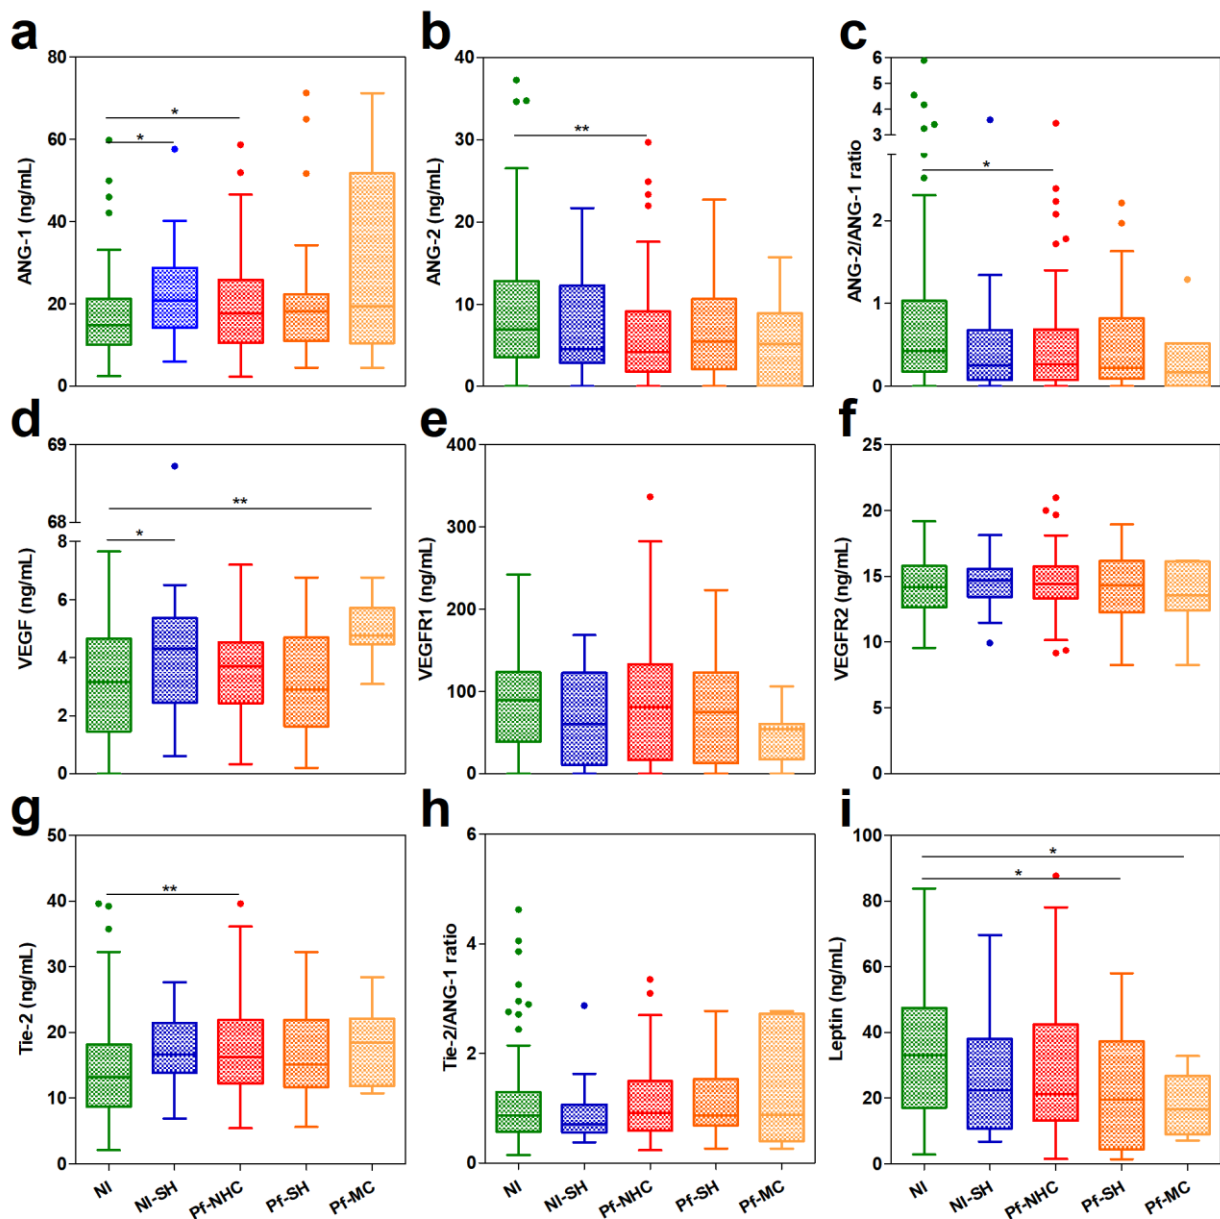 a
b
c
80
60
40
20
0
ANG-1 (ng/mL)
*
*
40
30
20
10
0
ANG-2 (ng/mL)
**
6
5
4
3
2
1
0
ANG-2/ANG-1 ratio
*
d
e
f
69
68
8
6
4
2
0
VEGF (ng/mL)
**
*
400
300
200
100
0
VEGFR1 (ng/mL)
25
20
15
10
5
0
VEGFR2 (ng/mL)
g
h
i
50
40
30
20
10
0
Tie-2 (ng/mL)
**
6
4
2
0
Tie-2/ANG-1 ratio
100
80
60
40
20
0
Leptin (ng/mL)
*
*
NI
NI-SH
Pf-NHC
Pf-SH
Pf-MC
NI
NI-SH
Pf-NHC
Pf-SH
Pf-MC
NI
NI-SH
Pf-NHC
Pf-SH
Pf-MC